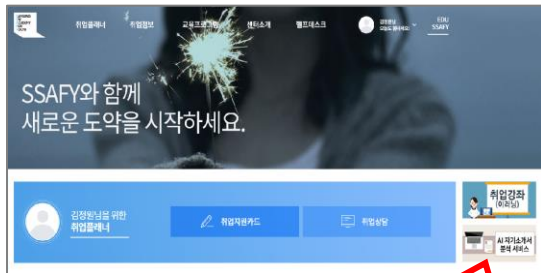 취업플래너 취업정보 교육프로그램 센터소개 헬프데스크
EDU
SSAFY
SSAFY와 함께
새로운 도약을 시작하세요.
김정원님을 위한
취업플래너
취업지원카드
취업상담
취업강좌
(이러닝)
AI 자기소개서
분석 서비스